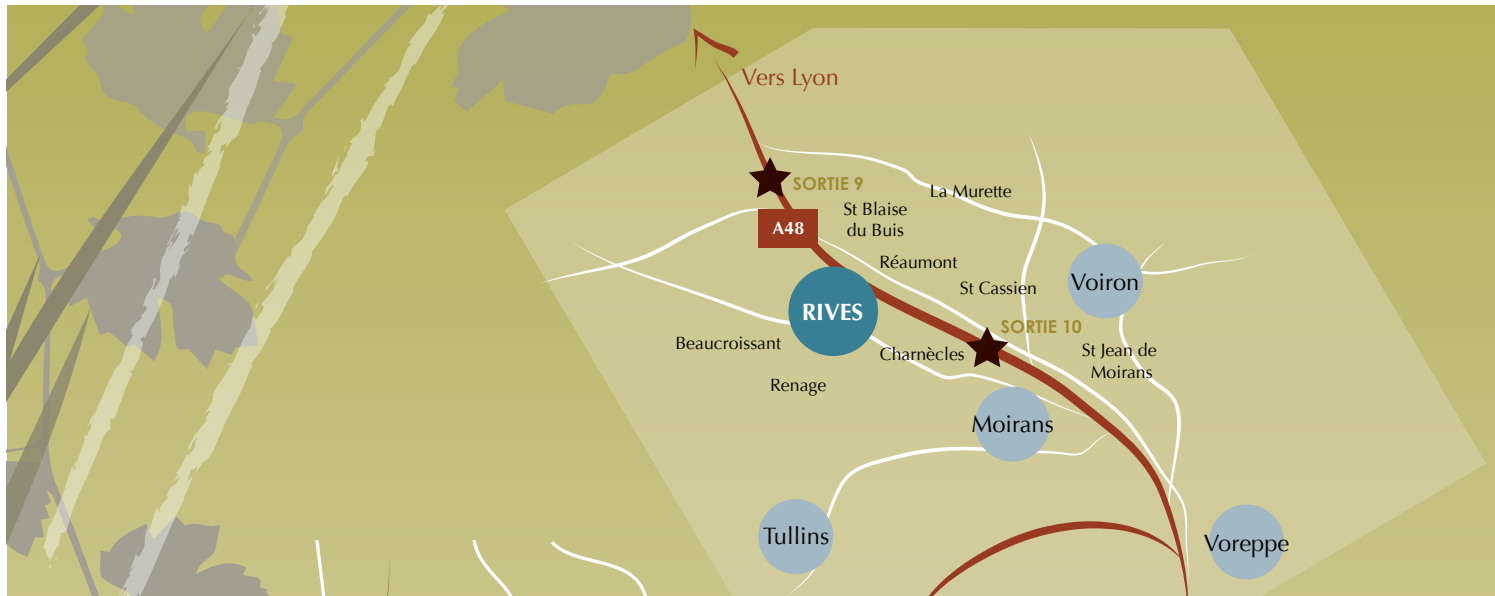 Vers Lyon
SORTIE 9
La Murette
St Blaise
du Buis
A48
Réaumont
Voiron
St Cassien
RIVES
SORTIE 10
Beaucroissant
Charnècles
St Jean de
Moirans
Renage
Moirans
Tullins
Voreppe